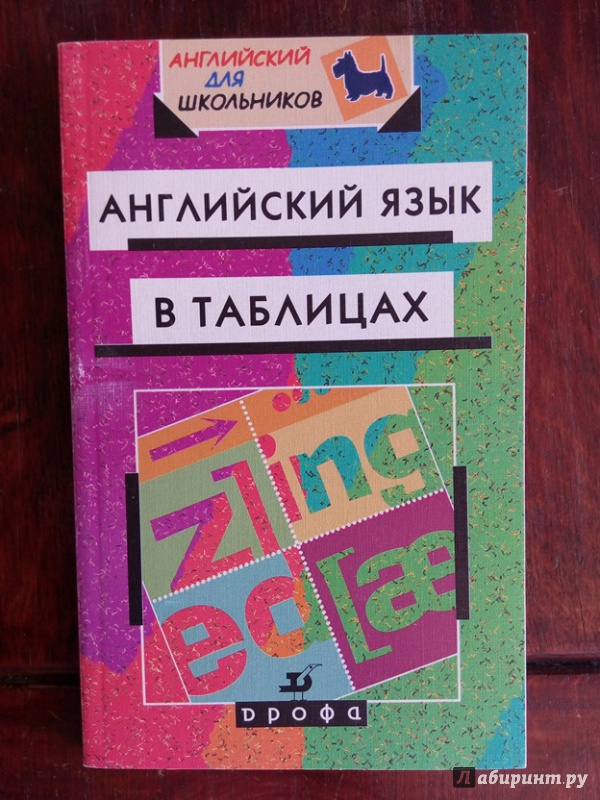 АНГЛИЙСКИЙ
ДЛЯ
ШКОЛЬНИКОВ
АНГЛИЙСКИЙ ЯЗЫК
В ТАБЛИЦАХ
z] ing
ed [æ
дрофа
Лабиринт.ру